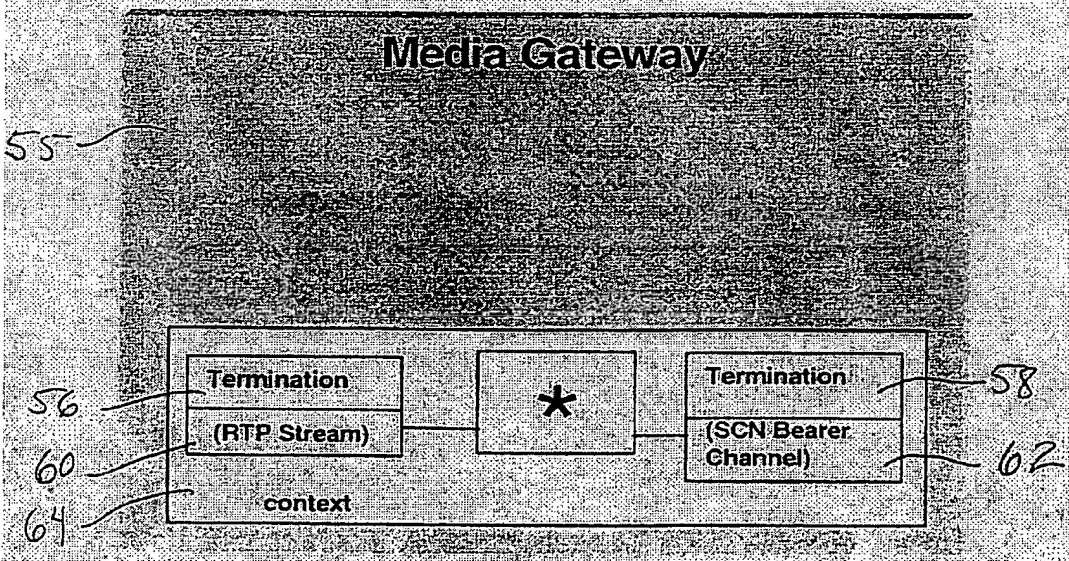 Media Gateway
55
Termination
(RTP Stream)
*
Termination
(SCN Bearer
Channel)
56
58
60
62
64
context